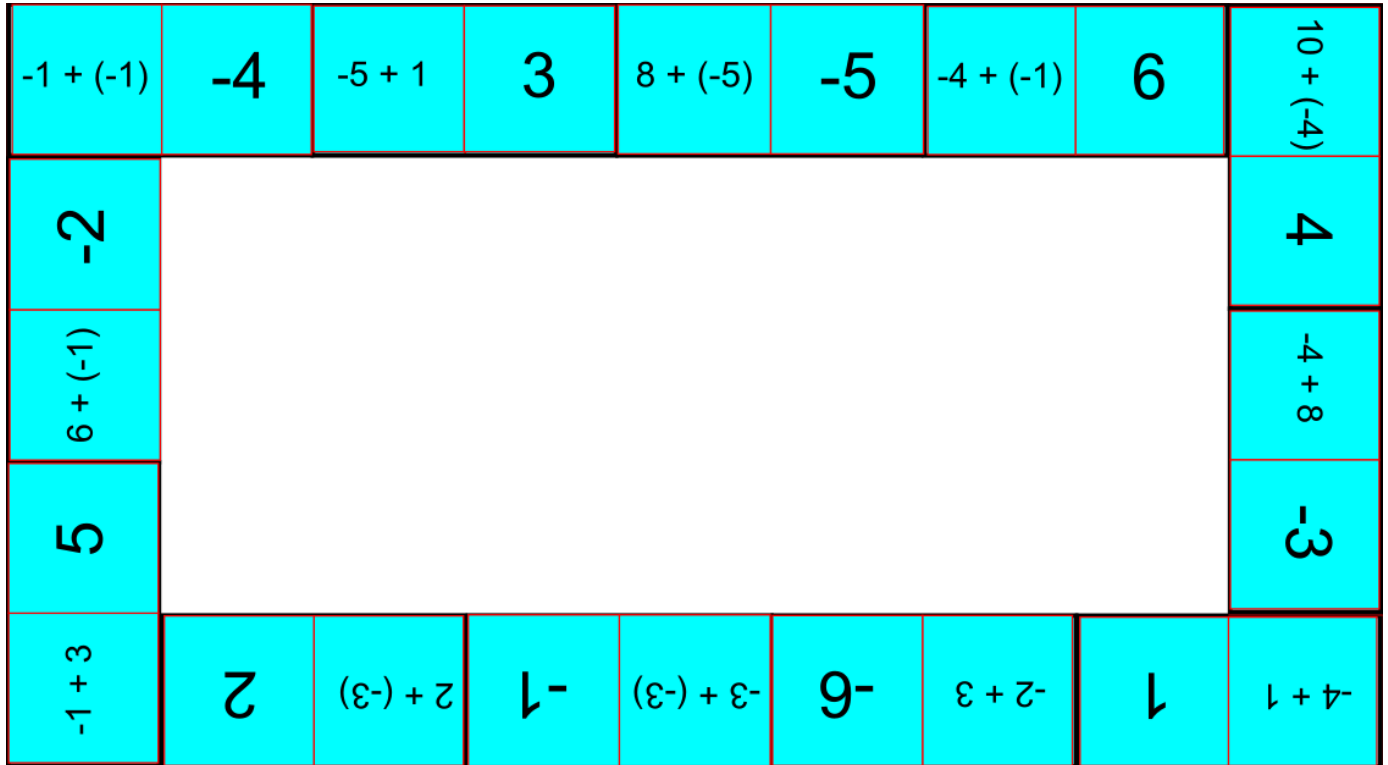 -1 + (-1)
-4
-5 + 1
3
8 + (-5)
-5
-4 + (-1)
6
10 + (-4)
4
-4 + 8
-3
-4 + 1
1
-2 + 3
-6
-3 + (-3)
-1
2 + (-3)
2
-1 + 3
5
6 + (-1)
-2